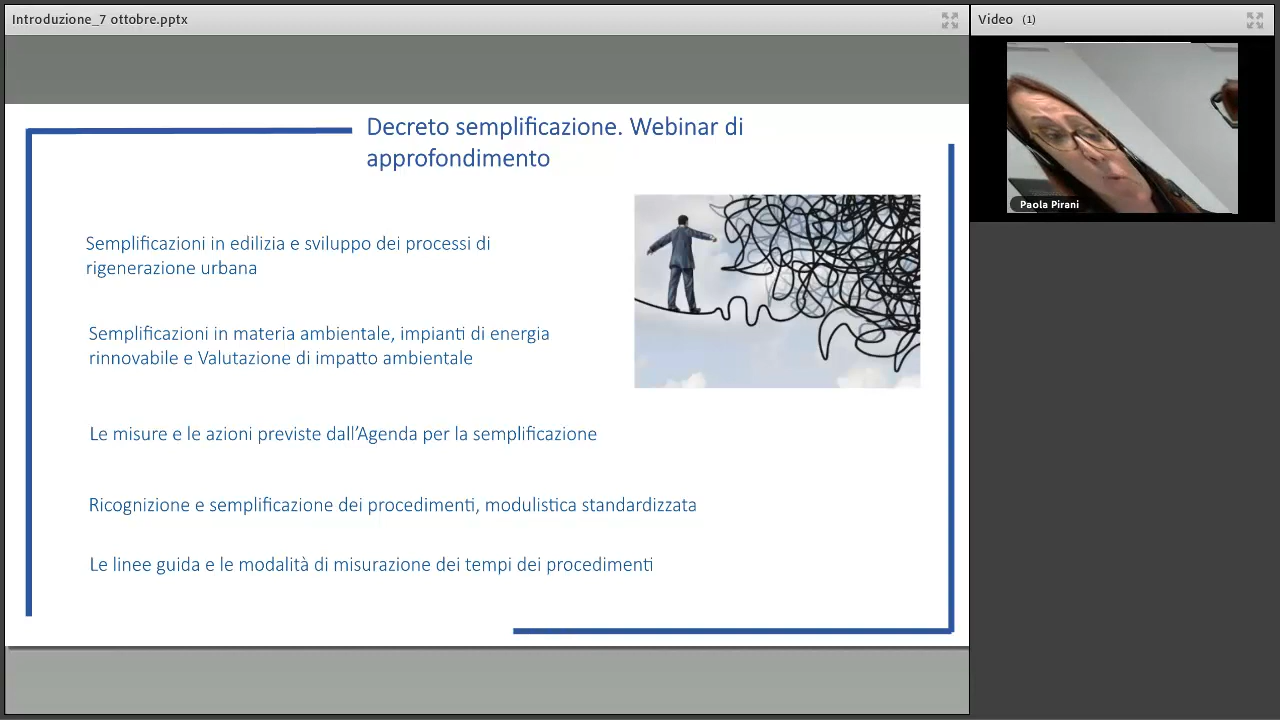 Introduzione_7 ottobre.pptx
Video (1)
Decreto semplificazione. Webinar di
approfondimento
Semplificazioni in edilizia e sviluppo dei processi di
rigenerazione urbana
Semplificazioni in materia ambientale, impianti di energia
rinnovabile e Valutazione di impatto ambientale
Le misure e le azioni previste dall’Agenda per la semplificazione
Ricognizione e semplificazione dei procedimenti, modulistica standardizzata
Le linee guida e le modalità di misurazione dei tempi dei procedimenti
Paola Pirani